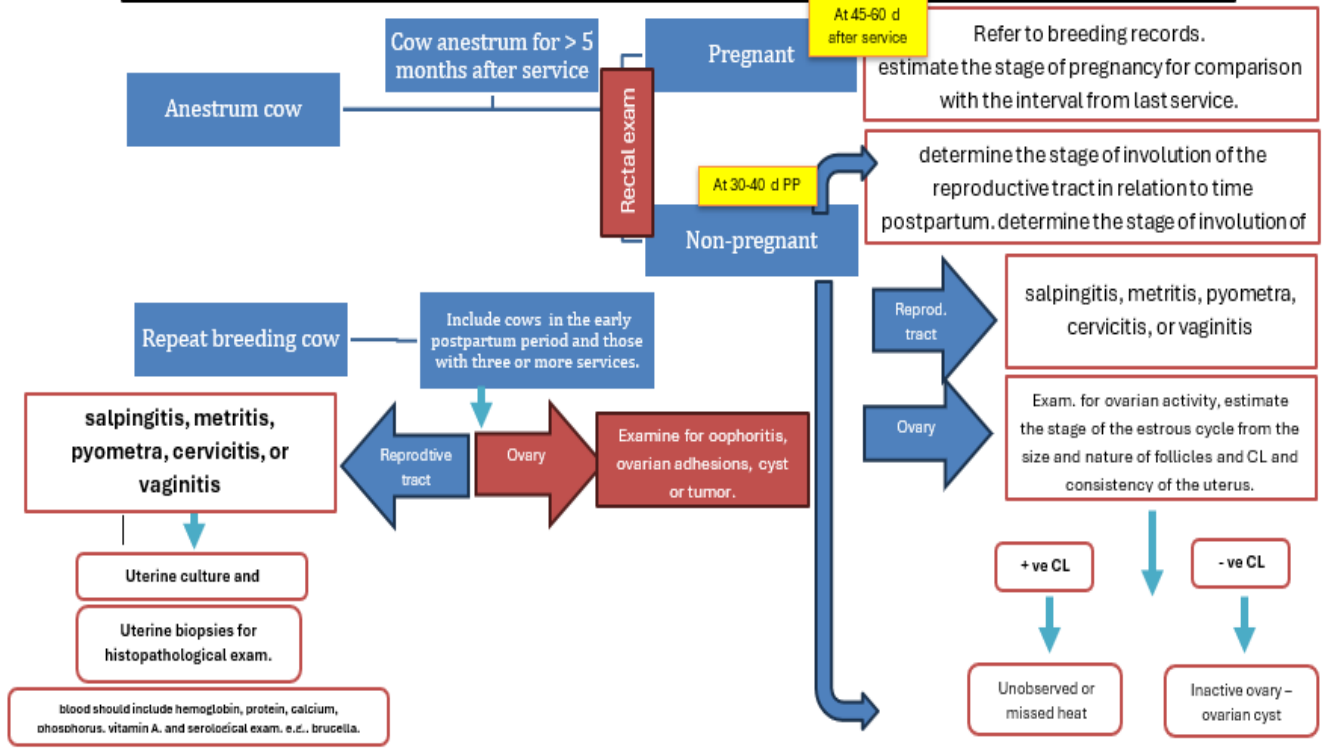 At 45-60 d
after service
Cow anestrum for > 5
months after service
Pregnant
Refer to breeding records.
estimate the stage of pregnancy for comparison
with the interval from last service.
Anestrum cow
Rectal exam
determine the stage of involution of the
reproductive tract in relation to time
postpartum. determine the stage of involution of
At 30-40 d PP
Non-pregnant
Reprod.
tract
salpingitis, metritis, pyometra,
cervicitis, or vaginitis
Repeat breeding cow
Include cows in the early
postpartum period and those
with three or more services.
Ovary
Exam. for ovarian activity, estimate
the stage of the estrous cycle from the
size and nature of follicles and CL and
consistency of the uterus.
salpingitis, metritis,
pyometra, cervicitis, or
vaginitis
Reprodtive
tract
Ovary
Examine for oophoritis,
ovarian adhesions, cyst
or tumor.
+ ve CL
- ve CL
Uterine culture and
Uterine biopsies for
histopathological exam.
Unobserved or
missed heat
Inactive ovary –
ovarian cyst
blood should include hemoglobin, protein, calcium,
phosphorus, vitamin A, and serological exam, e.g., brucella.